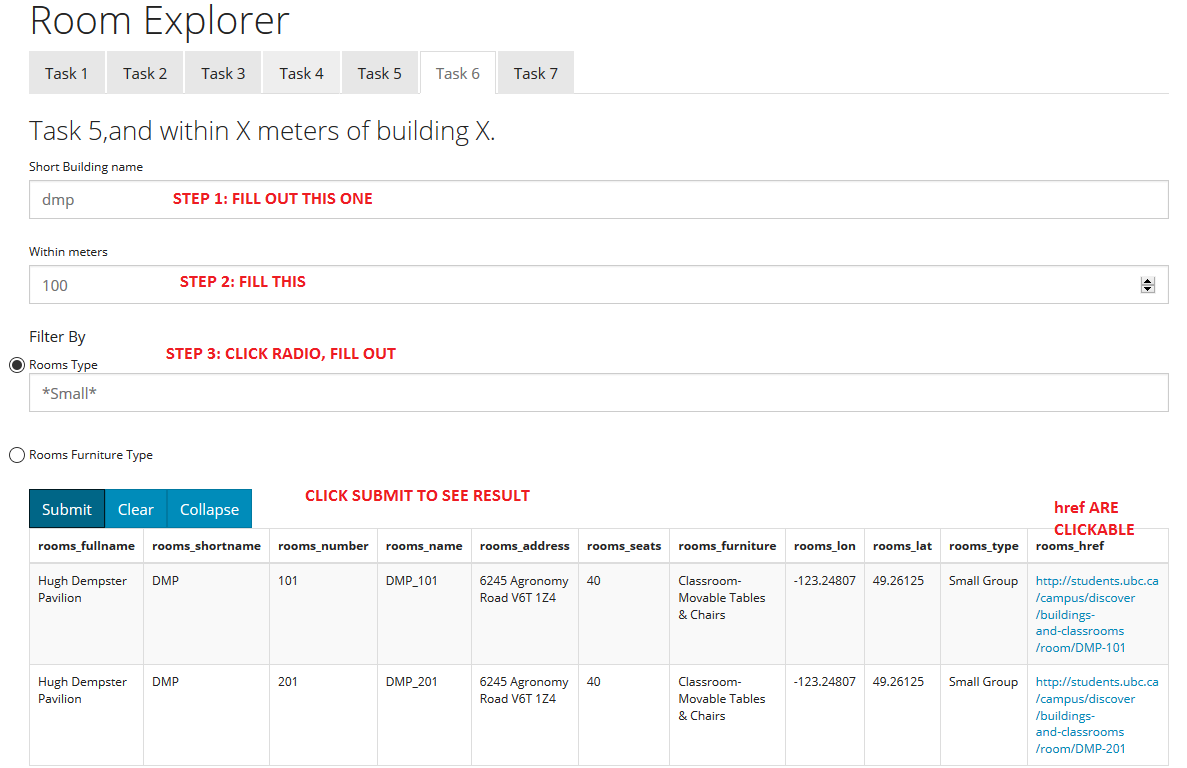 Room Explorer
Task 1 Task 2 Task 3 Task 4 Task 5 Task 6 Task 7
Task 5,and within X meters of building X.
Short Building name
dmp STEP 1: FILL OUT THIS ONE
Within meters
100 STEP 2: FILL THIS
Filter By
STEP 3: CLICK RADIO, FILL OUT
Rooms Type
*Small*
Rooms Furniture Type
CLICK SUBMIT TO SEE RESULT
Submit Clear Collapse
href ARE
CLICKABLE
rooms_fullname rooms_shortname rooms_number rooms_name rooms_address rooms_seats rooms_furniture rooms_lon rooms_lat rooms_type rooms_href
Hugh Dempster DMP 101 DMP_101 6245 Agronomy 40 Classroom- -123.24807 49.26125 Small Group http://students.ubc.ca
Pavilion Road V6T 1Z4 Movable Tables /campus/discover
& Chairs /buildings-
and-classrooms
/room/DMP-101
Hugh Dempster DMP 201 DMP_201 6245 Agronomy 40 Classroom- -123.24807 49.26125 Small Group http://students.ubc.ca
Pavilion Road V6T 1Z4 Movable Tables /campus/discover
& Chairs /buildings-
and-classrooms
/room/DMP-201